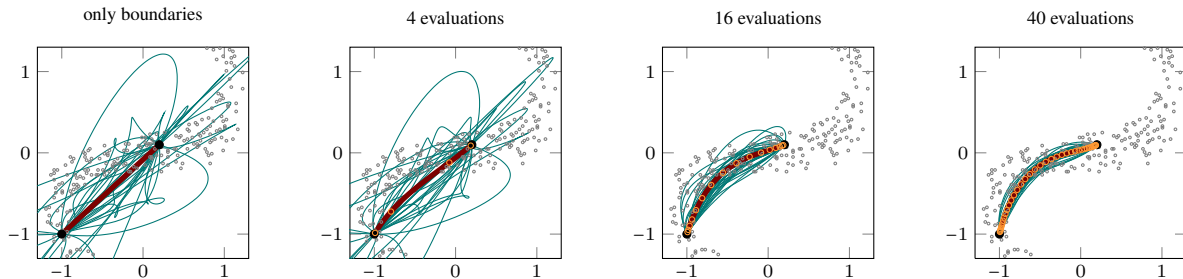 only boundaries 4 evaluations 16 evaluations 40 evaluations
1 1 1 1
0 0 0 0
−1 −1 −1 −1
−1 0 1 −1 0 1 −1 0 1 −1 0 1